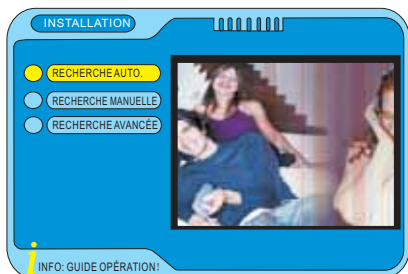 INSTALLATION
RECHERCHE AUTO.
RECHERCHE MANUELLE
RECHERCHE AVANCÉE
i INFO: GUIDE OPÉRATION!